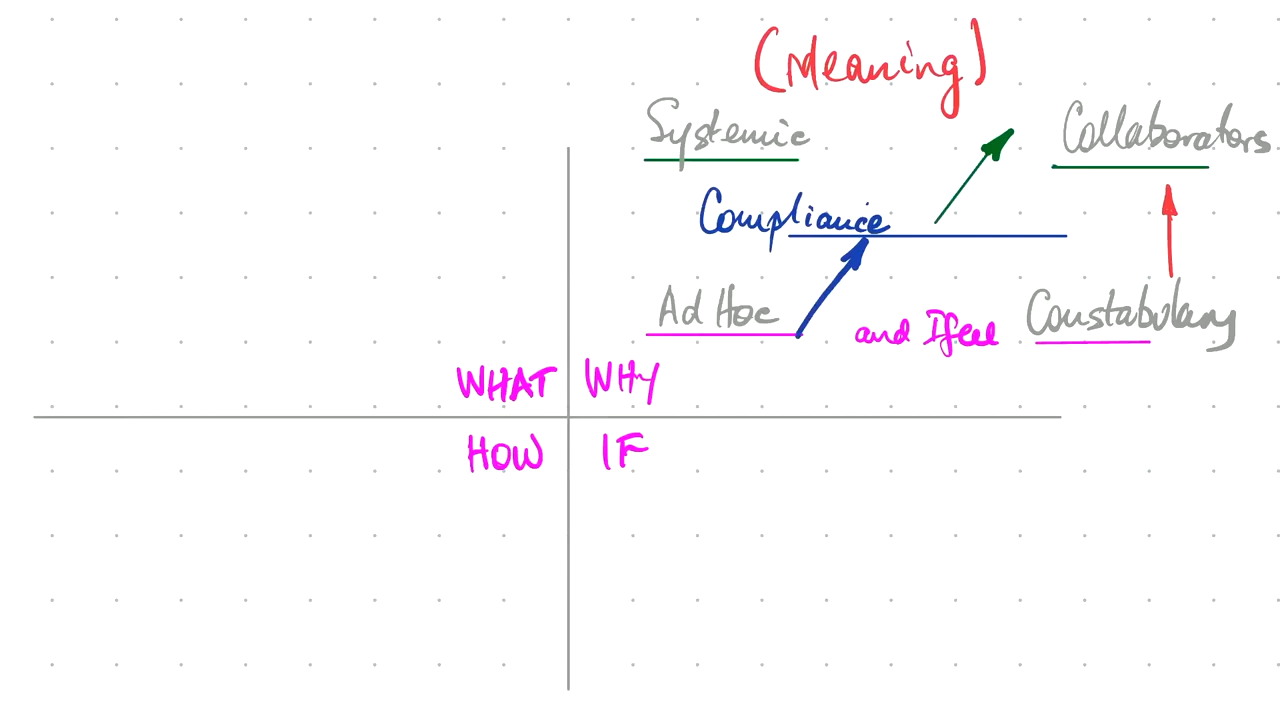 (Meaning)
Systemic Collaborators
Compliance
Ad Hoc and I feel Constabulary
WHAT WHY
HOW IF